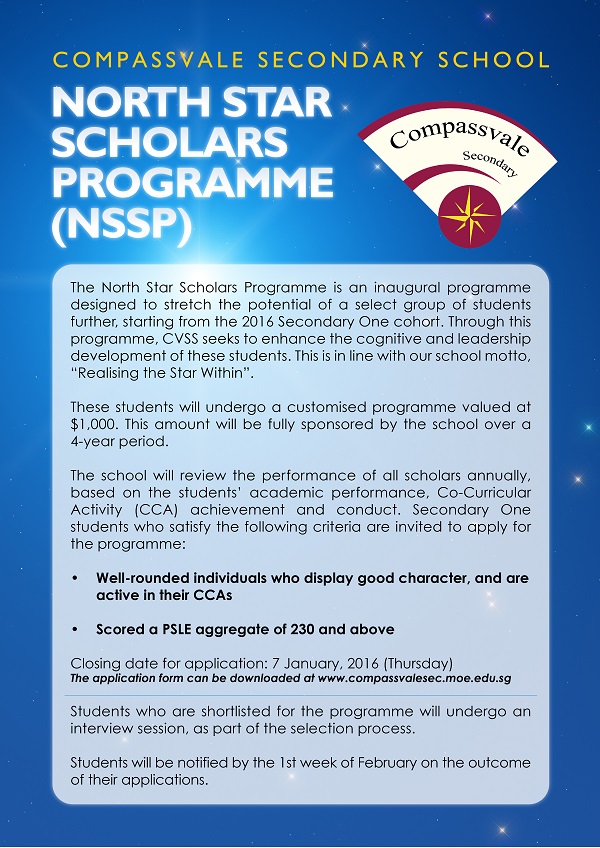 COMPASSVALE SECONDARY SCHOOL
NORTH STAR
SCHOLARS
PROGRAMME
(NSSP)
Compassvale
Secondary
The North Star Scholars Programme is an inaugural programme
designed to stretch the potential of a select group of students
further, starting from the 2016 Secondary One cohort. Through this
programme, CVSS seeks to enhance the cognitive and leadership
development of these students. This is in line with our school motto,
“Realising the Star Within”.
These students will undergo a customised programme valued at
$1,000. This amount will be fully sponsored by the school over a
4-year period.
The school will review the performance of all scholars annually,
based on the students’ academic performance, Co-Curricular
Activity (CCA) achievement and conduct. Secondary One
students who satisfy the following criteria are invited to apply for
the programme:
• Well-rounded individuals who display good character, and are
active in their CCAs
• Scored a PSLE aggregate of 230 and above
Closing date for application: 7 January, 2016 (Thursday)
The application form can be downloaded at www.compassvalesec.moe.edu.sg
Students who are shortlisted for the programme will undergo an
interview session, as part of the selection process.
Students will be notified by the 1st week of February on the outcome
of their applications.